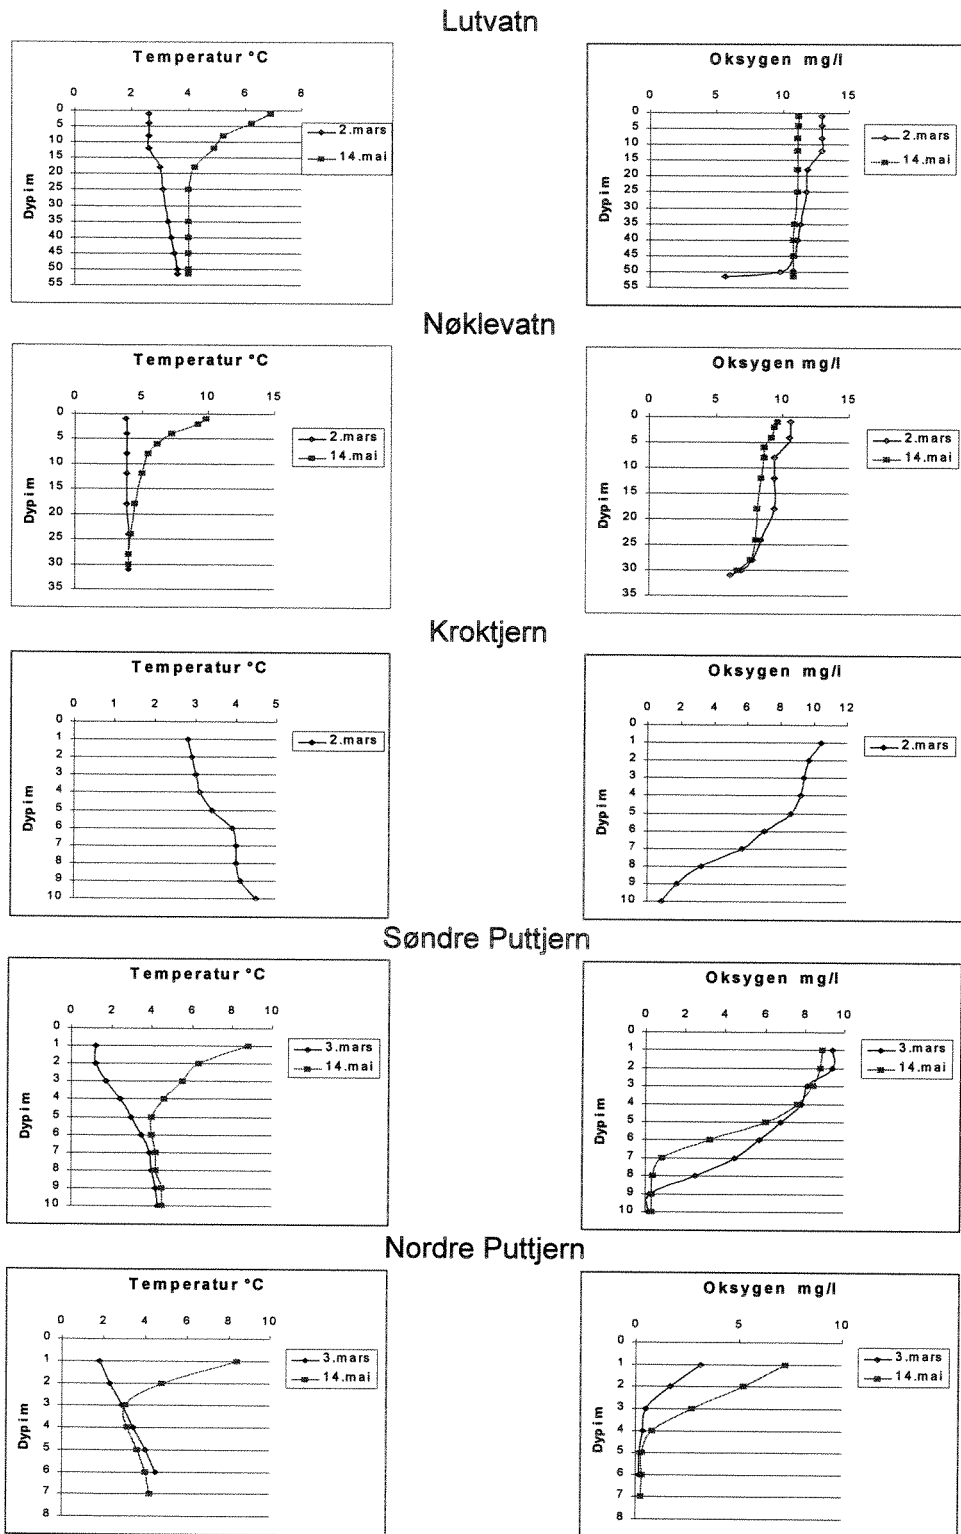 Lutvatn
Temperatur °C
0 2 4 6 8
0
5
10
15
20
25
30
35
40
45
50
55
Dyp i m
2.mars
14.mai
Oksygen mg/l
0 5 10 15
0
5
10
15
20
25
30
35
40
45
50
55
Dyp i m
2.mars
14.mai
Nøklevatn
Temperatur °C
0 5 10 15
0
5
10
15
20
25
30
35
Dyp i m
2.mars
14.mai
Oksygen mg/l
0 5 10 15
0
5
10
15
20
25
30
35
Dyp i m
2.mars
14.mai
Kroktjern
Temperatur °C
0 1 2 3 4 5
0
1
2
3
4
5
6
7
8
9
10
Dyp i m
2.mars
Oksygen mg/l
0 2 4 6 8 10 12
0
1
2
3
4
5
6
7
8
9
10
Dyp i m
2.mars
Søndre Puttjern
Temperatur °C
0 2 4 6 8 10
0
1
2
3
4
5
6
7
8
9
10
Dyp i m
3.mars
14.mai
Oksygen mg/l
0 2 4 6 8 10
0
1
2
3
4
5
6
7
8
9
10
Dyp i m
3.mars
14.mai
Nordre Puttjern
Temperatur °C
0 2 4 6 8 10
0
1
2
3
4
5
6
7
8
Dyp i m
3.mars
14.mai
Oksygen mg/l
0 5 10
0
1
2
3
4
5
6
7
8
Dyp i m
3.mars
14.mai